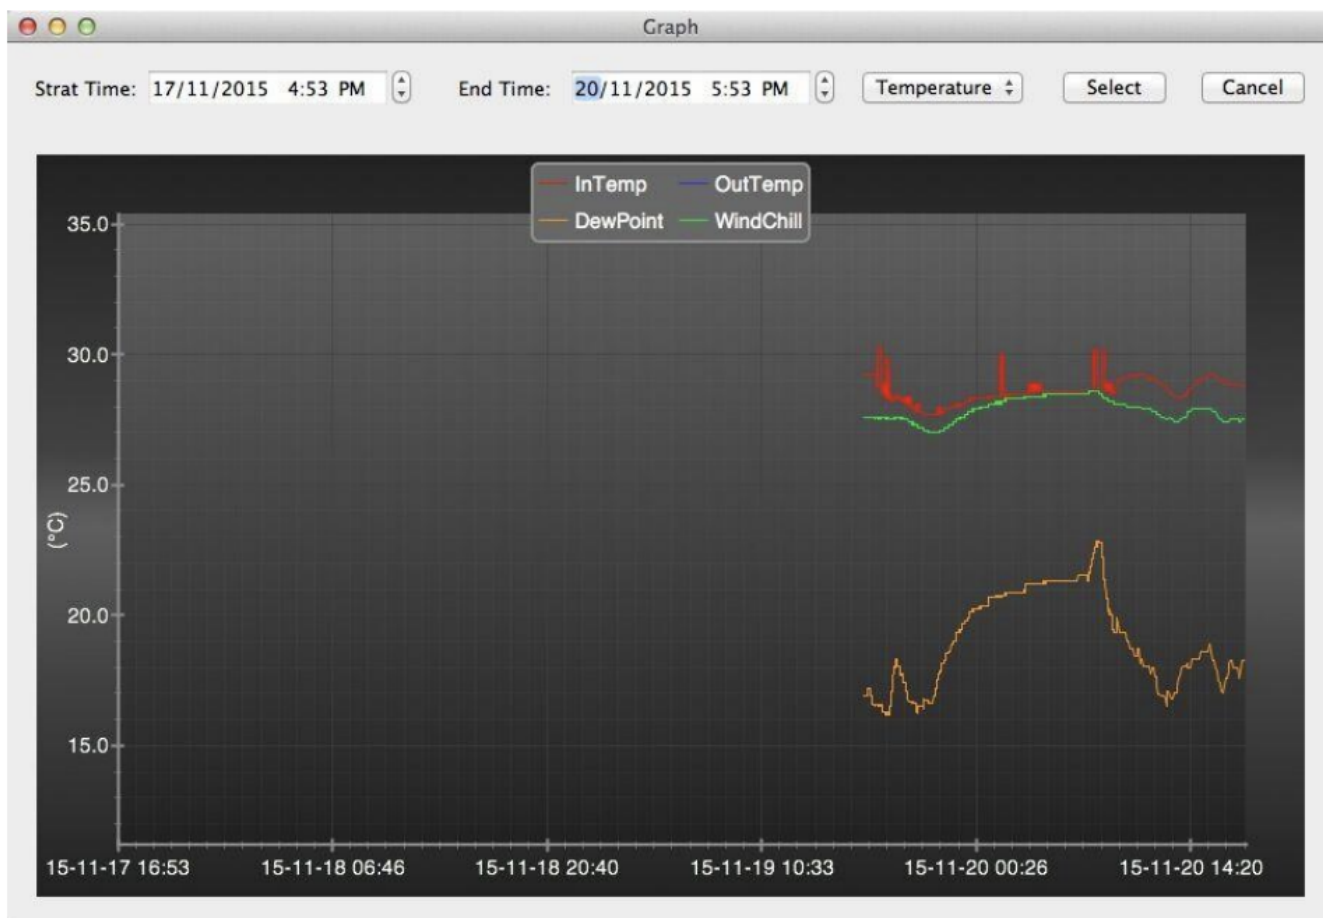 Graph
Strat Time: 17/11/2015 4:53 PM End Time: 20/11/2015 5:53 PM Temperature Select Cancel
InTemp OutTemp
DewPoint WindChill
35.0
30.0
25.0
(°C)
20.0
15.0
15-11-17 16:53 15-11-18 06:46 15-11-18 20:40 15-11-19 10:33 15-11-20 00:26 15-11-20 14:20